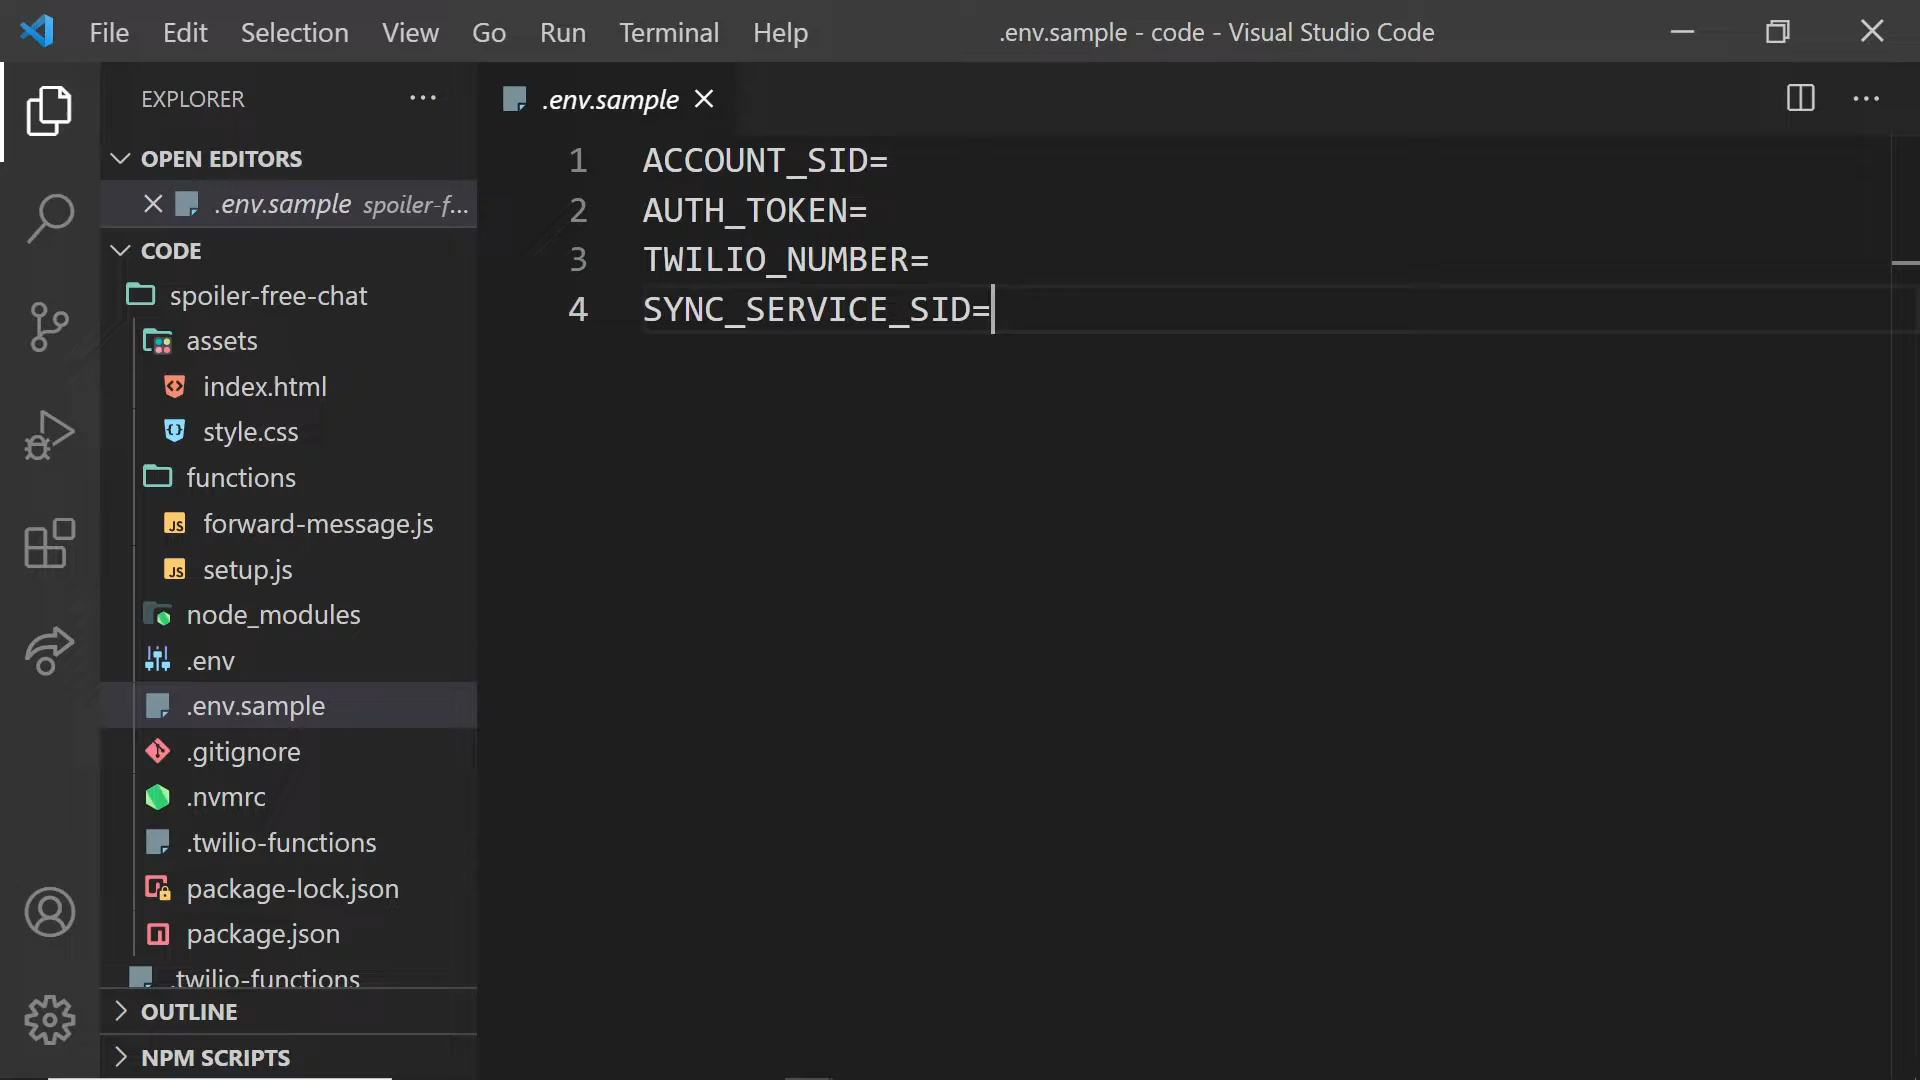 File Edit Selection View Go Run Terminal Help .env.sample - code - Visual Studio Code
EXPLORER
OPEN EDITORS
.env.sample spoiler-f...
CODE
spoiler-free-chat
assets
index.html
style.css
functions
forward-message.js
setup.js
node_modules
.env
.env.sample
.gitignore
.nvmrc
.twilio-functions
package-lock.json
package.json
.twilio-functions
OUTLINE
NPM SCRIPTS
.env.sample
1 ACCOUNT_SID=
2 AUTH_TOKEN=
3 TWILIO_NUMBER=
4 SYNC_SERVICE_SID=